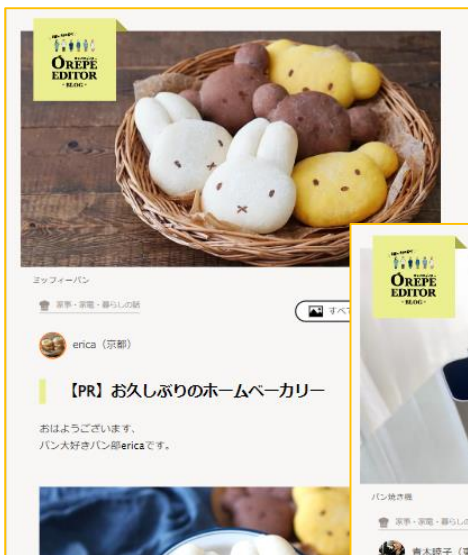 OREPE
EDITOR
- BLOG -
ミッフィーパン
家事・家電・暮らしの話
すべ
erica（京都）
【PR】お久しぶりのホームベーカリー
おはようございます、
パン大好きパン部ericaです。
OREPE
EDITOR
- BLOG -
パン焼き機
家事・家電・暮らしの
青木